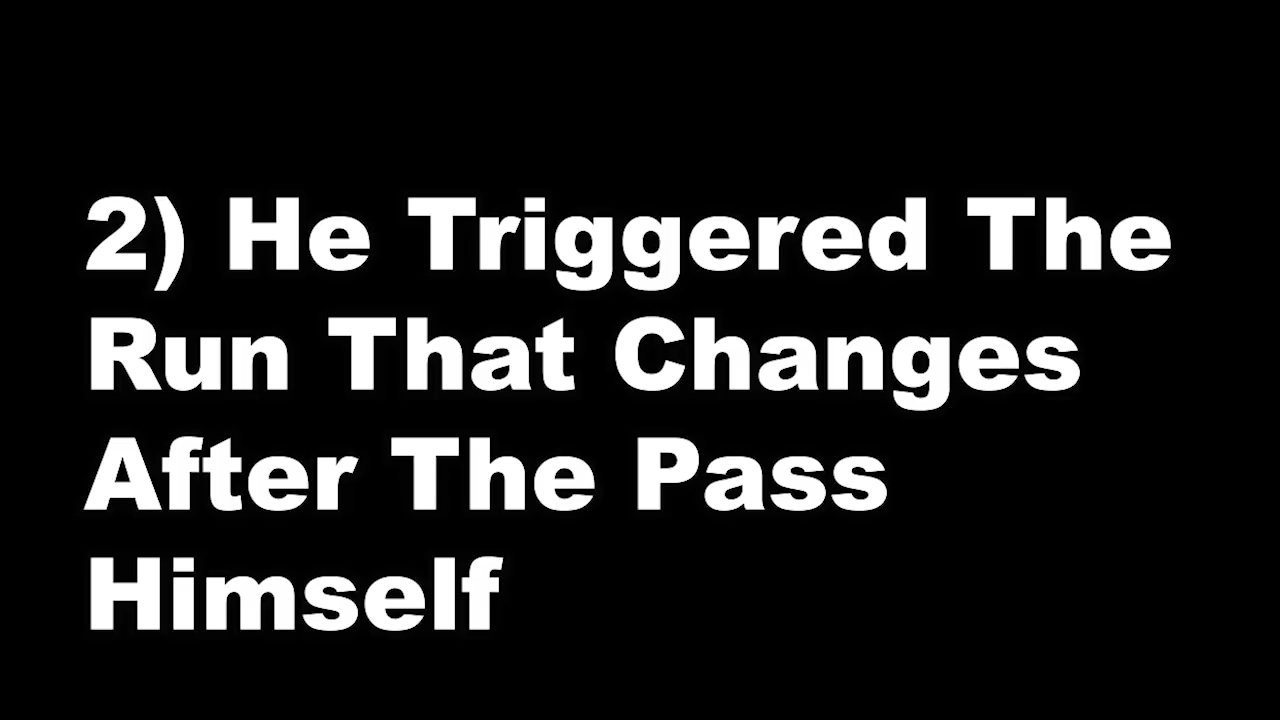 2) He Triggered The
Run That Changes
After The Pass
Himself